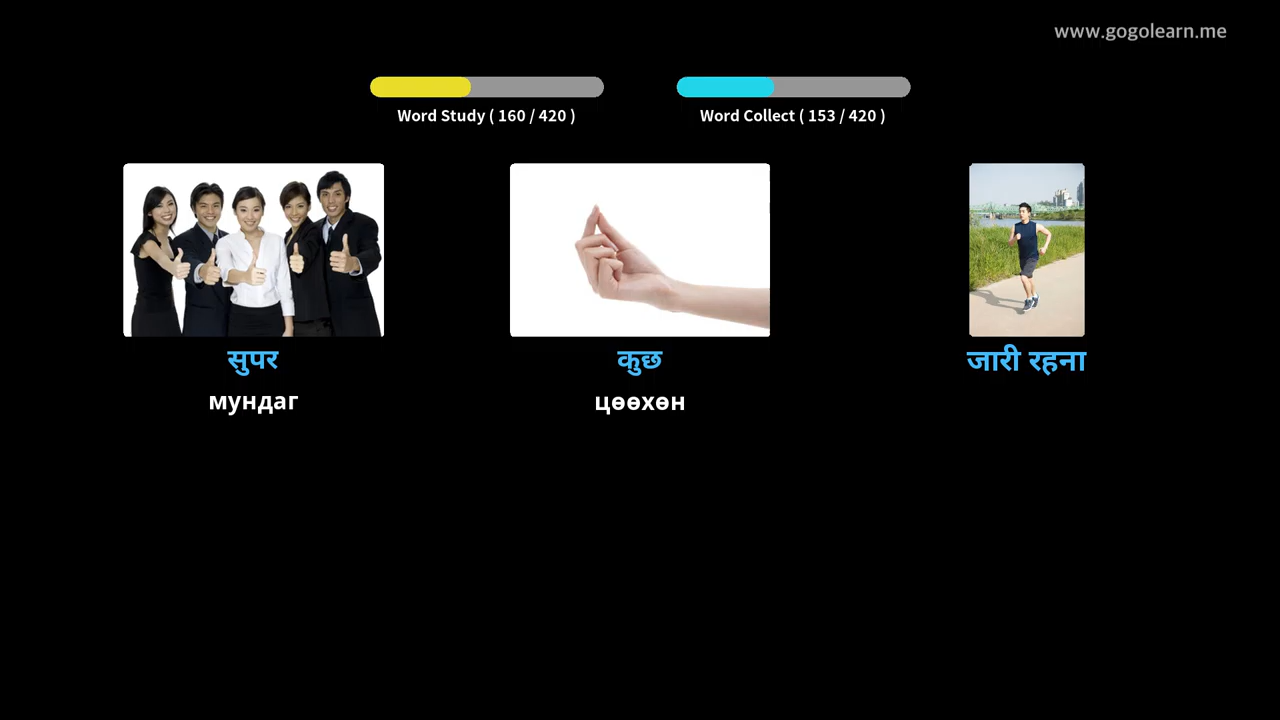 www.gogolearn.me
Word Study ( 160 / 420 )
Word Collect ( 153 / 420 )
सुपर
कुछ
जारी रहना
мундаг
цөөхөн